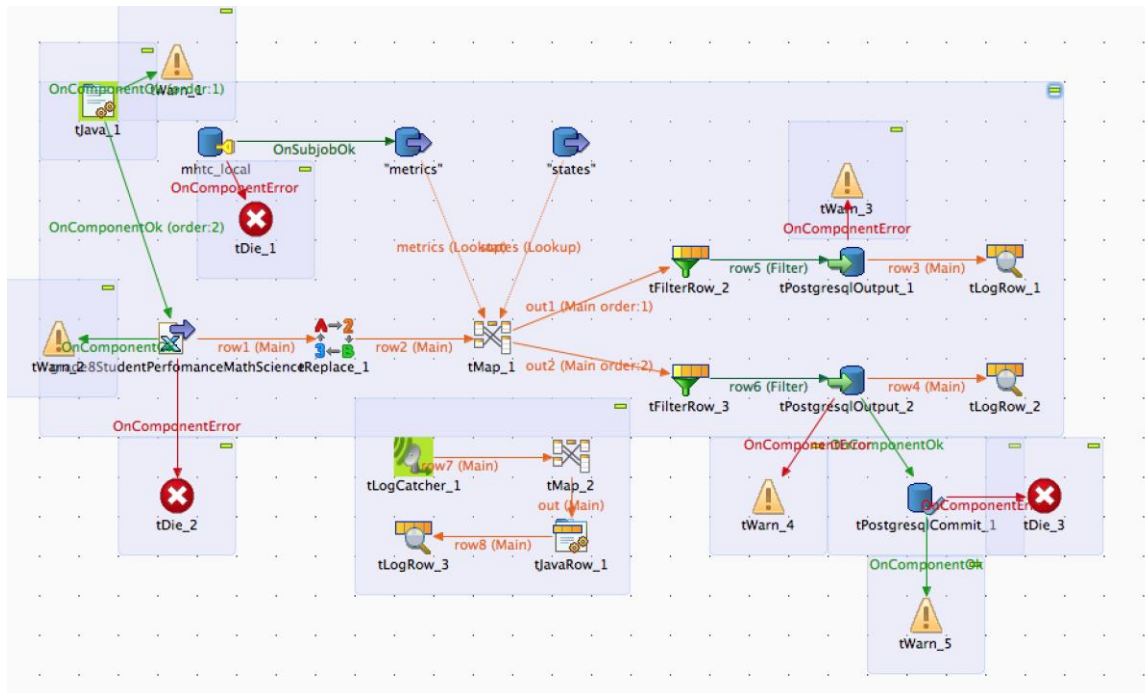 OnComponentOk (order:1)
tWarn_1
tJava_1
mhtc_local
OnSubjobOk
"metrics"
"states"
OnComponentError
tDie_1
tWarn_3
OnComponentError
OnComponentOk (order:2)
metrics (Lookup)
states (Lookup)
tFilterRow_2
row5 (Filter)
tPostgresqlOutput_1
row3 (Main)
tLogRow_1
out1 (Main order:1)
tWarn_2
OnComponentOk
grade8StudentPerfomanceMathScience
row1 (Main)
tReplace_1
row2 (Main)
tMap_1
out2 (Main order:2)
tFilterRow_3
row6 (Filter)
tPostgresqlOutput_2
row4 (Main)
tLogRow_2
OnComponentError
tDie_2
tLogCatcher_1
row7 (Main)
tMap_2
out (Main)
tLogRow_3
row8 (Main)
tJavaRow_1
OnComponentError
OnComponentOk
tWarn_4
tPostgresqlCommit_1
OnComponentError
tDie_3
OnComponentOk
tWarn_5